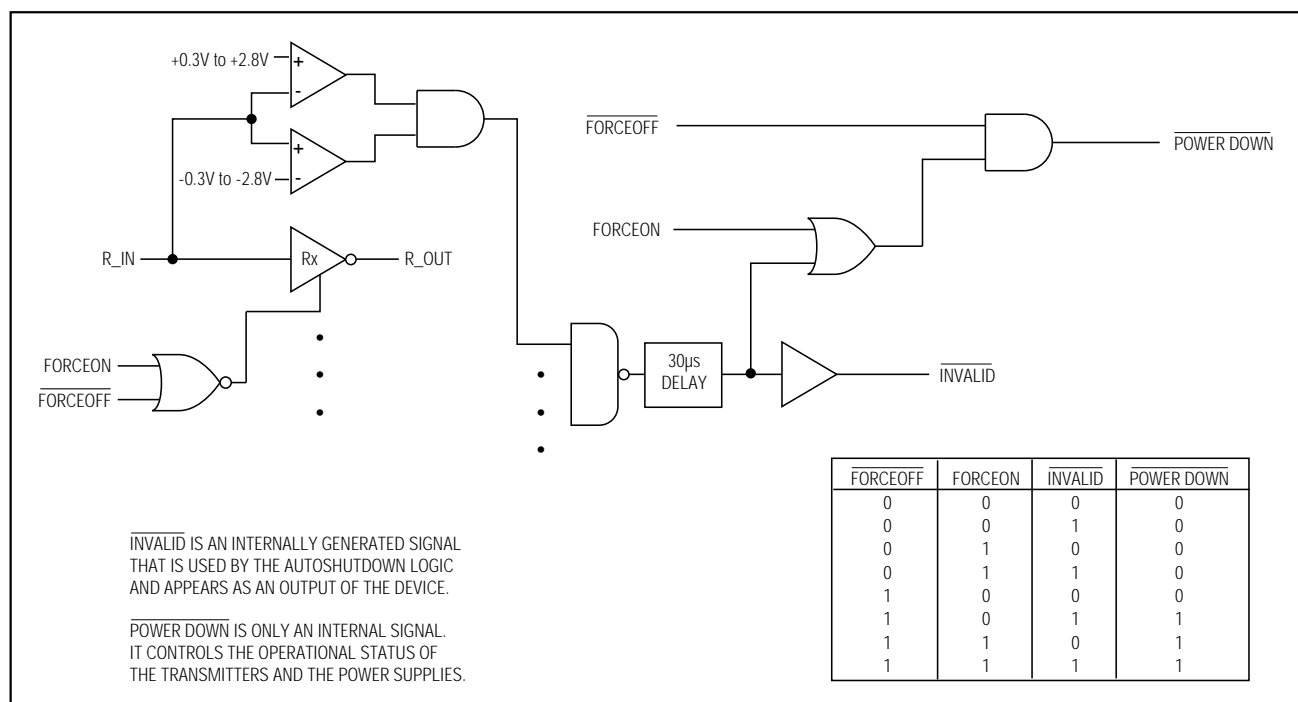 +0.3V to +2.8V
+
-
+
-
-0.3V to -2.8V
R_IN
Rx
R_OUT
FORCEON
FORCEOFF
FORCEOFF
POWER DOWN
FORCEON
30µs
DELAY
INVALID
FORCEOFF FORCEON INVALID POWER DOWN
0 0 0 0
0 0 1 0
0 1 0 0
0 1 1 0
1 0 0 0
1 0 1 1
1 1 0 1
1 1 1 1
INVALID IS AN INTERNALLY GENERATED SIGNAL
THAT IS USED BY THE AUTOSHUTDOWN LOGIC
AND APPEARS AS AN OUTPUT OF THE DEVICE.
POWER DOWN IS ONLY AN INTERNAL SIGNAL.
IT CONTROLS THE OPERATIONAL STATUS OF
THE TRANSMITTERS AND THE POWER SUPPLIES.